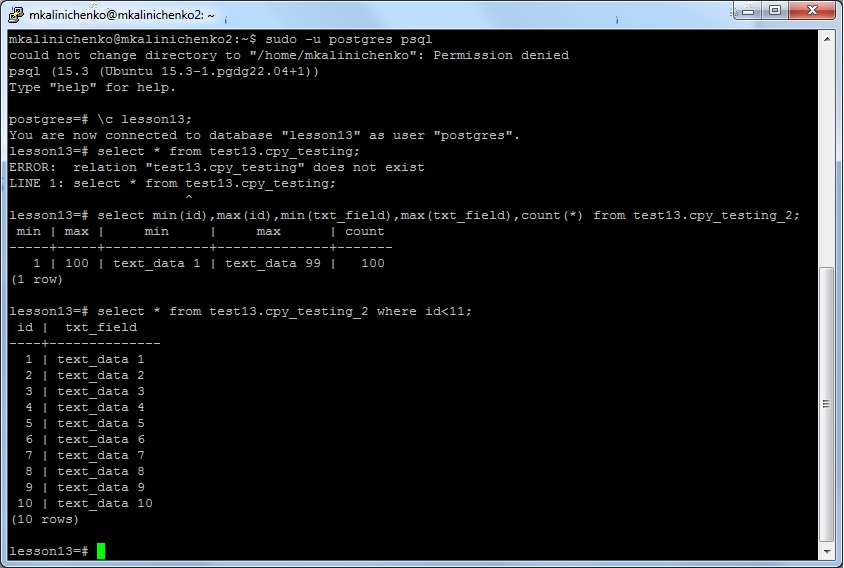 mkalinichenko@mkalinichenko2: ~
mkalinichenko@mkalinichenko2:~$ sudo -u postgres psql
could not change directory to "/home/mkalinichenko": Permission denied
psql (15.3 (Ubuntu 15.3-1.pgdg22.04+1))
Type "help" for help.
postgres=# \c lesson13;
You are now connected to database "lesson13" as user "postgres".
lesson13=# select * from test13.cpy_testing;
ERROR:  relation "test13.cpy_testing" does not exist
LINE 1: select * from test13.cpy_testing;
                      ^
lesson13=# select min(id),max(id),min(txt_field),max(txt_field),count(*) from test13.cpy_testing_2;
 min | max |     min     |     max      | count
-----+-----+-------------+--------------+-------
   1 | 100 | text_data 1 | text_data 99 |   100
(1 row)
lesson13=# select * from test13.cpy_testing_2 where id<11;
 id |  txt_field
----+--------------
  1 | text_data 1
  2 | text_data 2
  3 | text_data 3
  4 | text_data 4
  5 | text_data 5
  6 | text_data 6
  7 | text_data 7
  8 | text_data 8
  9 | text_data 9
 10 | text_data 10
(10 rows)
lesson13=#